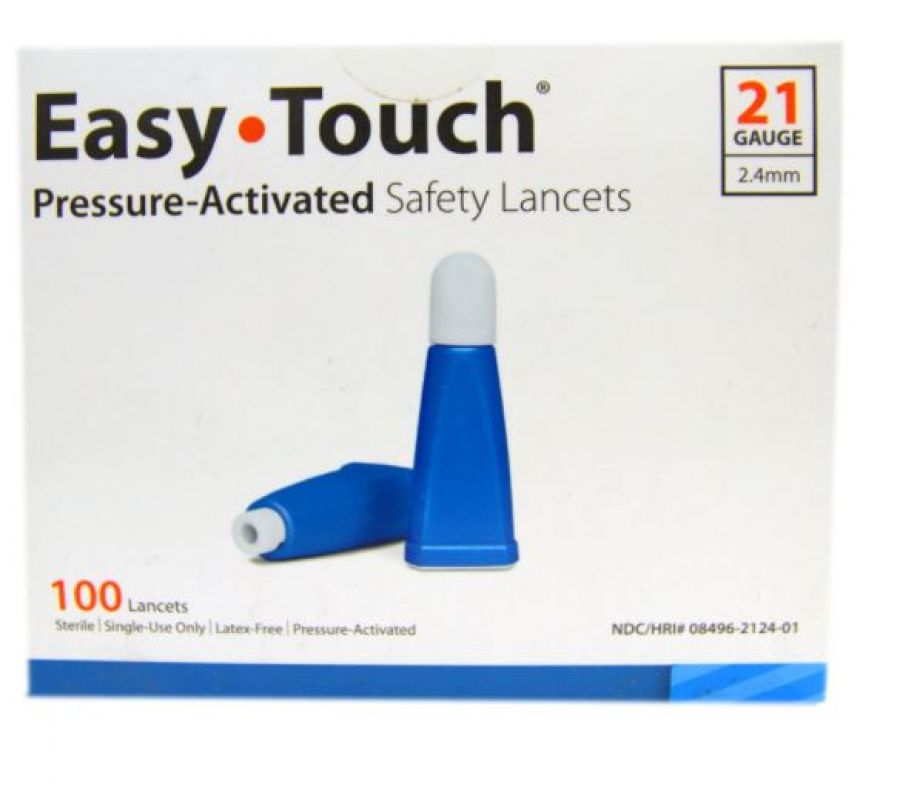 Easy•Touch®
Pressure-Activated Safety Lancets
21
GAUGE
2.4mm
100 Lancets
Sterile | Single-Use Only | Latex-Free | Pressure-Activated
NDC/HRI# 08496-2124-01